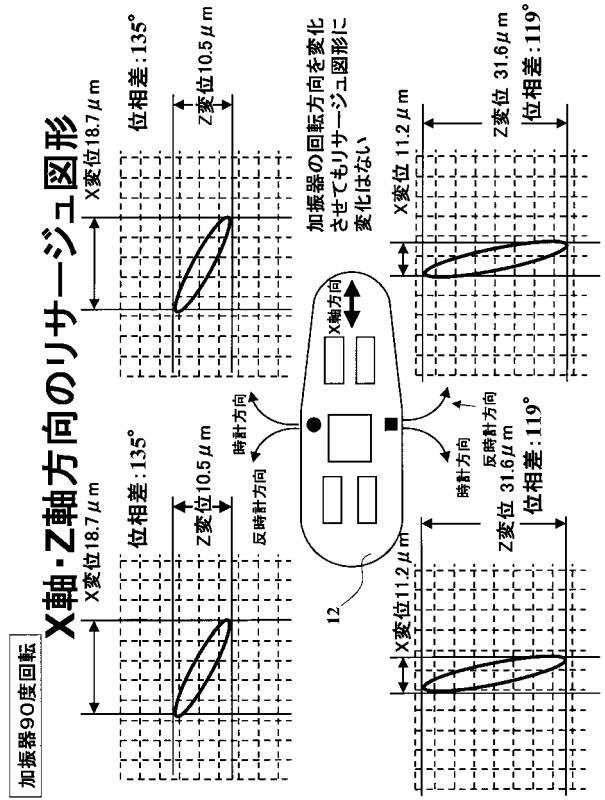 加振器90度回転
X軸・Z軸方向のリサージュ図形
X変位18.7μm
位相差:135°
Z変位10.5μm
X変位18.7μm
位相差:135°
Z変位10.5μm
反時計方向
時計方向
加振器の回転方向を変化
させてもリサージュ図形に
変化はない
12
X軸方向
時計方向
反時計方向
X変位11.2μm
Z変位 31.6μm
位相差:119°
X変位 11.2μm
Z変位 31.6μm
位相差:119°